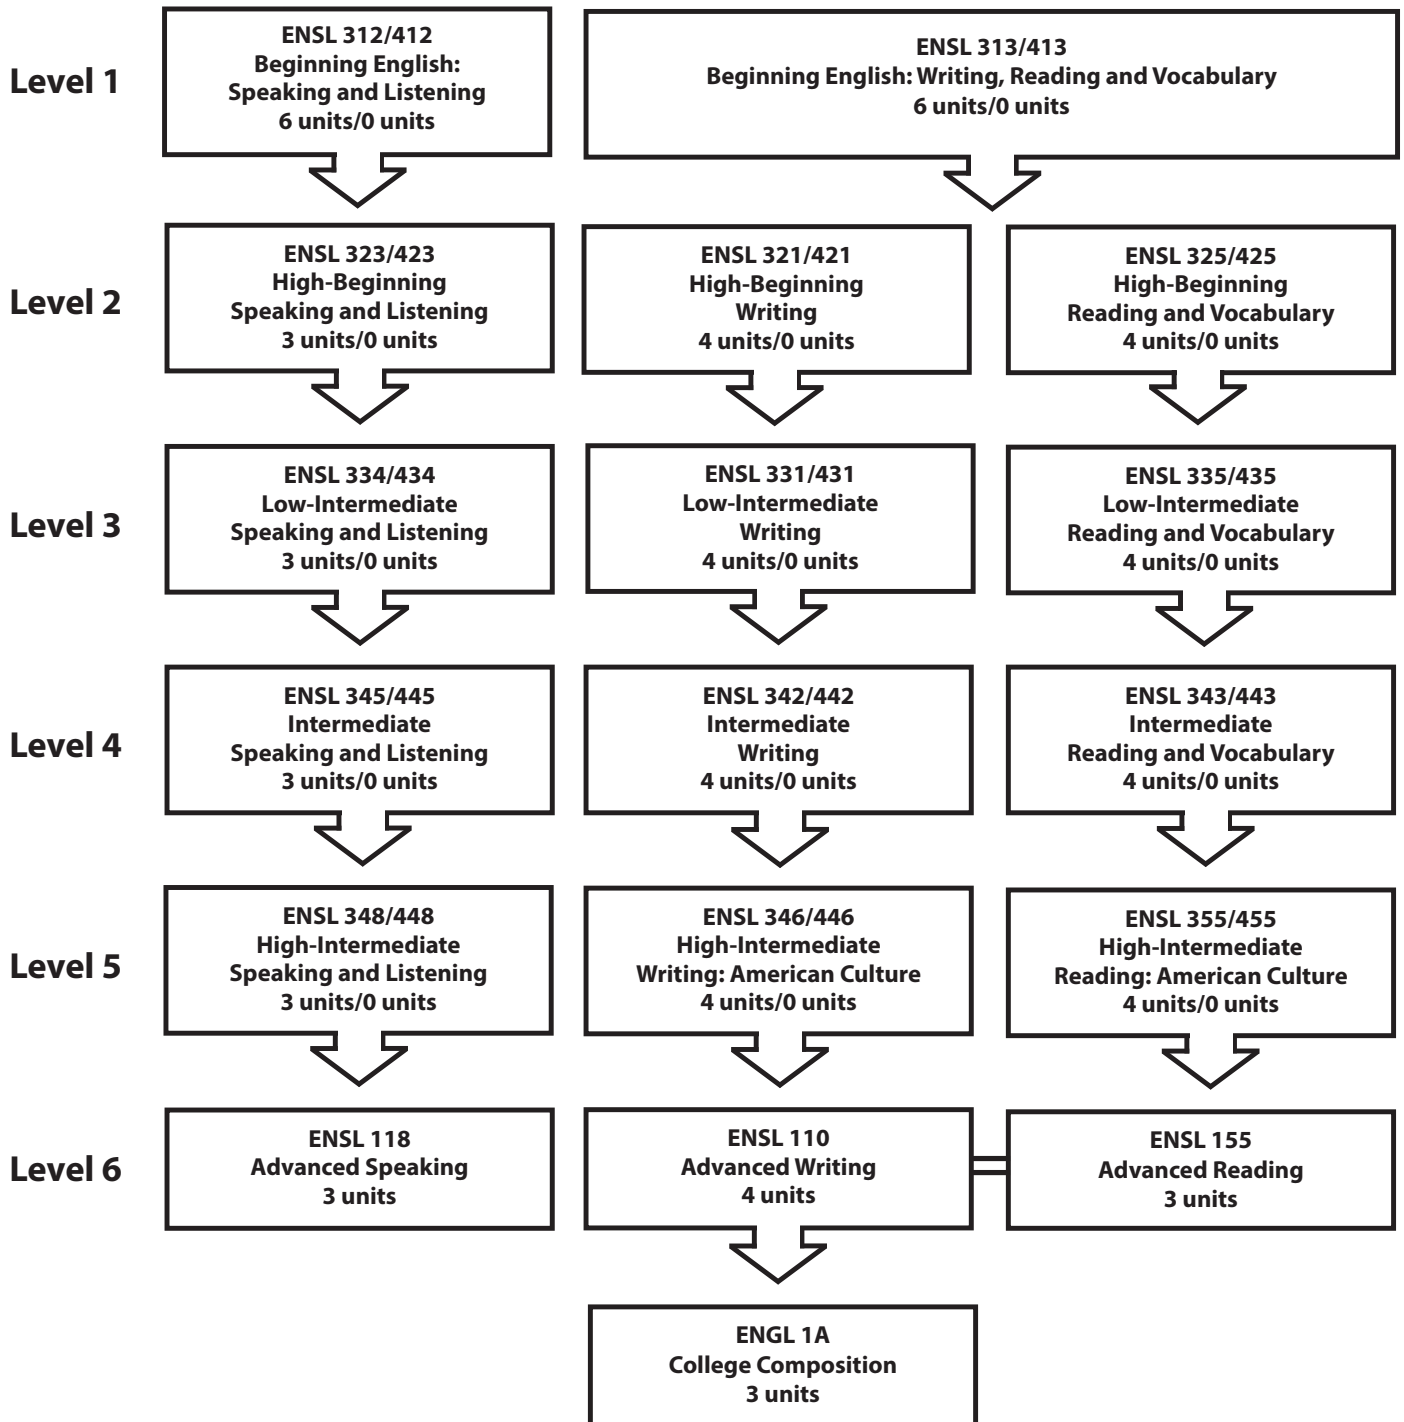 Level 1
ENSL 312/412
Beginning English:
Speaking and Listening
6 units/0 units
ENSL 313/413
Beginning English: Writing, Reading and Vocabulary
6 units/0 units
Level 2
ENSL 323/423
High-Beginning
Speaking and Listening
3 units/0 units
ENSL 321/421
High-Beginning
Writing
4 units/0 units
ENSL 325/425
High-Beginning
Reading and Vocabulary
4 units/0 units
Level 3
ENSL 334/434
Low-Intermediate
Speaking and Listening
3 units/0 units
ENSL 331/431
Low-Intermediate
Writing
4 units/0 units
ENSL 335/435
Low-Intermediate
Reading and Vocabulary
4 units/0 units
Level 4
ENSL 345/445
Intermediate
Speaking and Listening
3 units/0 units
ENSL 342/442
Intermediate
Writing
4 units/0 units
ENSL 343/443
Intermediate
Reading and Vocabulary
4 units/0 units
Level 5
ENSL 348/448
High-Intermediate
Speaking and Listening
3 units/0 units
ENSL 346/446
High-Intermediate
Writing: American Culture
4 units/0 units
ENSL 355/455
High-Intermediate
Reading: American Culture
4 units/0 units
Level 6
ENSL 118
Advanced Speaking
3 units
ENSL 110
Advanced Writing
4 units
ENSL 155
Advanced Reading
3 units
ENGL 1A
College Composition
3 units